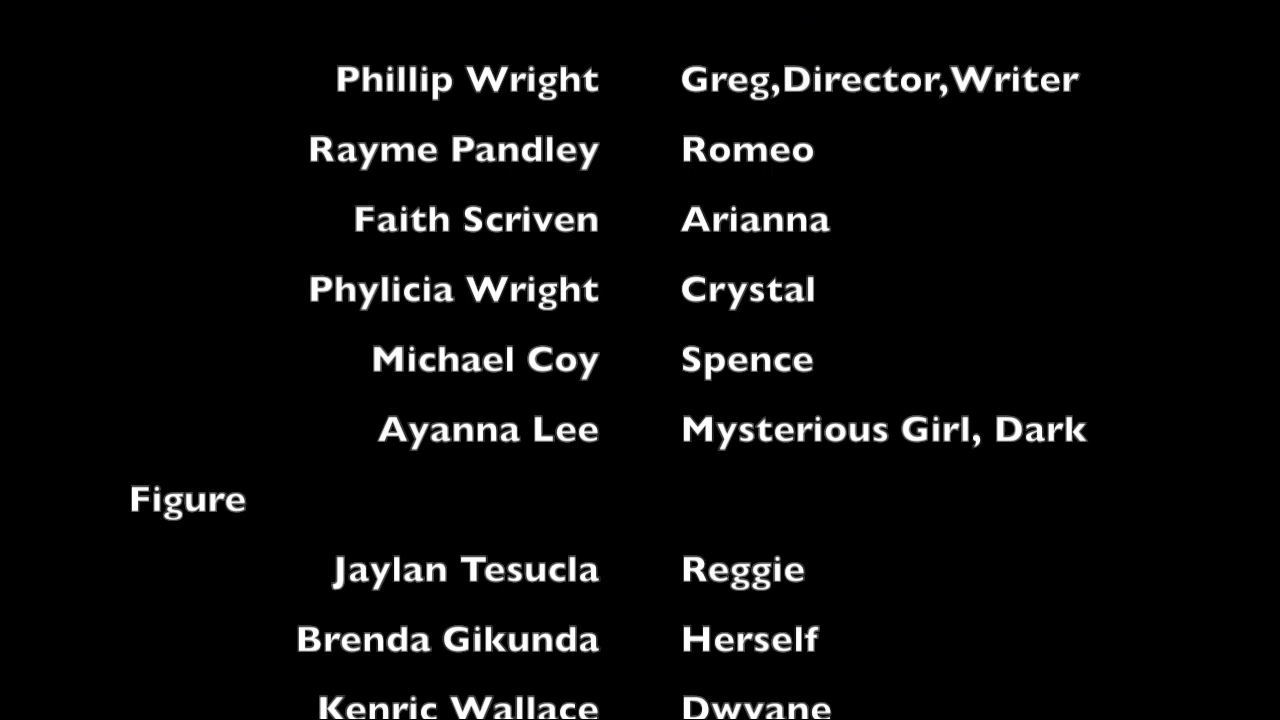 Phillip Wright Greg,Director,Writer
Rayme Pandley Romeo
Faith Scriven Arianna
Phylicia Wright Crystal
Michael Coy Spence
Ayanna Lee Mysterious Girl, Dark
Figure
Jaylan Tesucla Reggie
Brenda Gikunda Herself
Kenric Wallace Dwyane